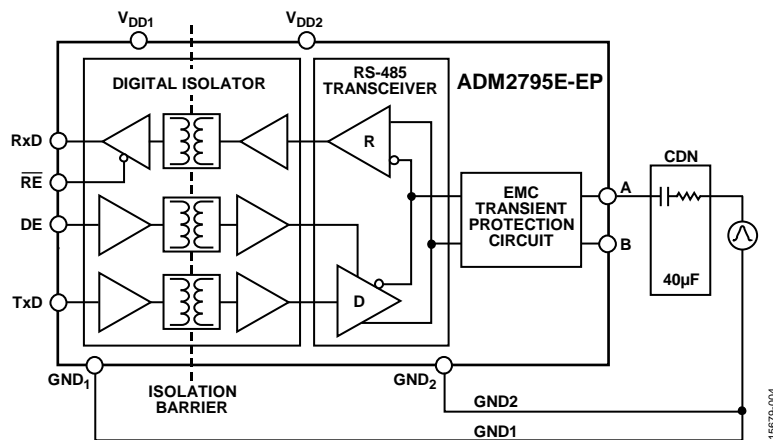 VDD1
VDD2
DIGITAL ISOLATOR
RS-485
TRANSCEIVER
ADM2795E-EP
RxD
R
RE
DE
TxD
D
EMC
TRANSIENT
PROTECTION
CIRCUIT
A
B
CDN
40µF
GND1
ISOLATION
BARRIER
GND2
GND2
GND1
15679-004